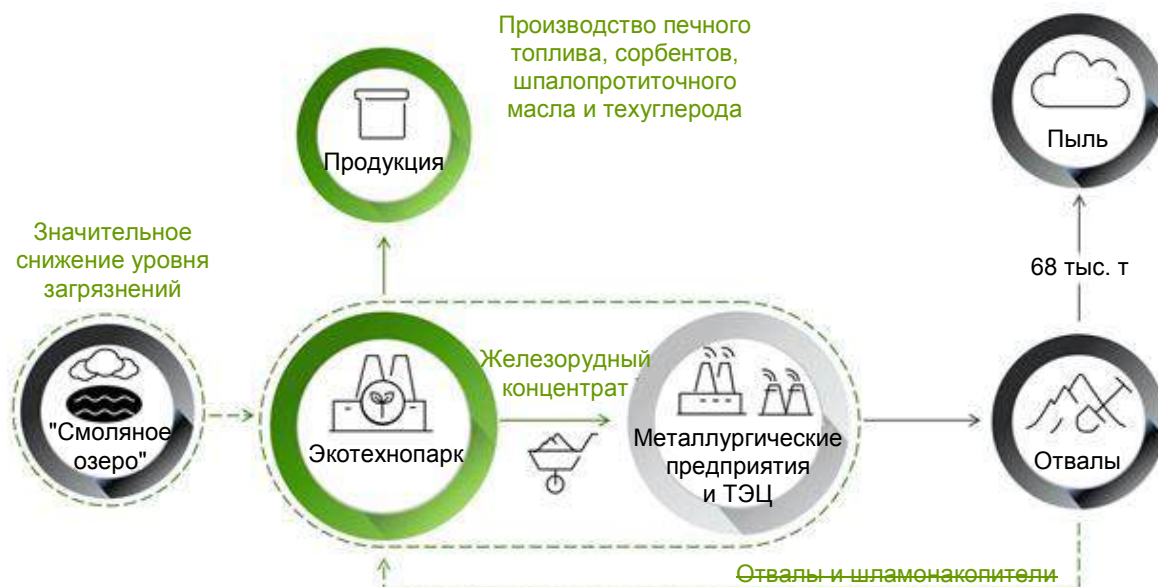 Производство печного
топлива, сорбентов,
шпалопротиточного
масла и техуглерода
Продукция
Пыль
Значительное
снижение уровня
загрязнений
68 тыс. т
Железорудный
концентрат
"Смоляное
озеро"
Экотехнопарк
Металлургические
предприятия
и ТЭЦ
Отвалы
Отвалы и шламонакопители